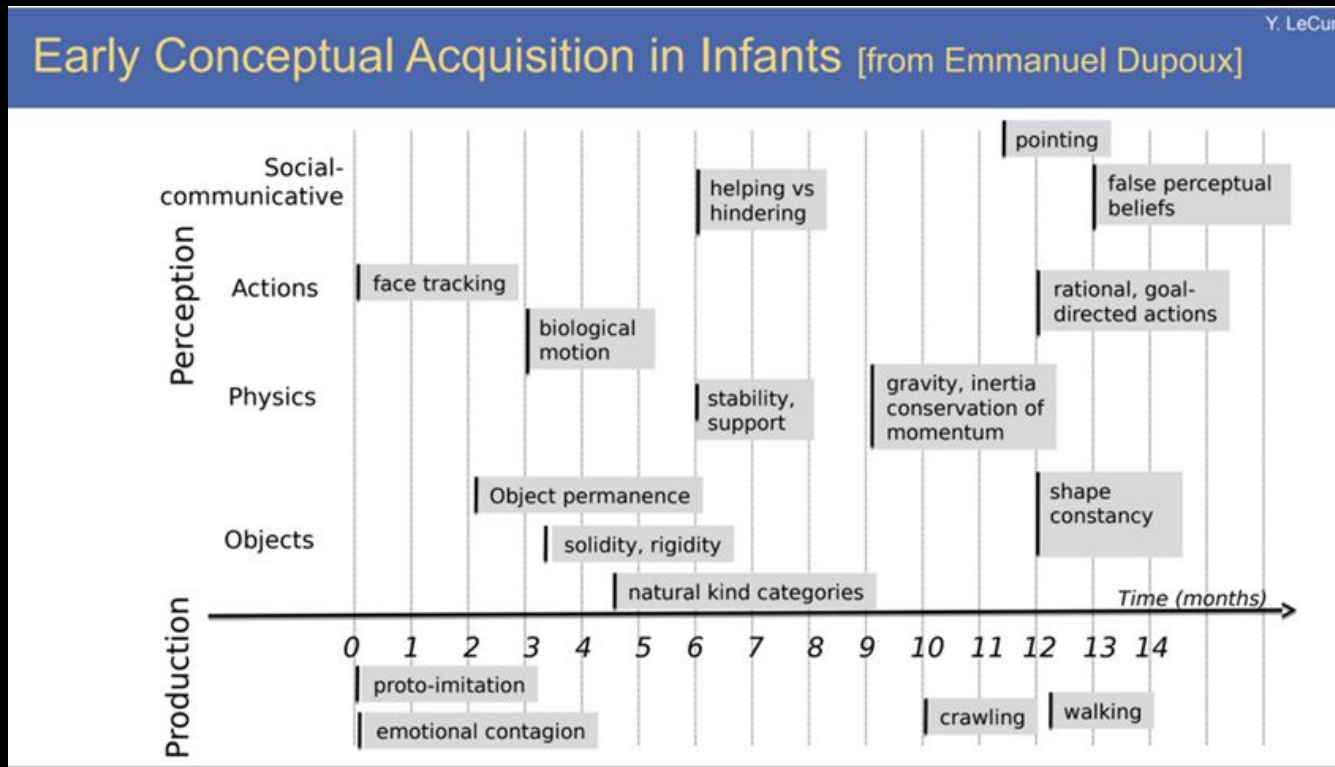 Y. LeCun
Early Conceptual Acquisition in Infants [from Emmanuel Dupoux]
Perception
Social-
communicative
Actions
Physics
Objects
pointing
helping vs
hindering
false perceptual
beliefs
face tracking
biological
motion
rational, goal-
directed actions
stability,
support
gravity, inertia
conservation of
momentum
Object permanence
solidity, rigidity
natural kind categories
shape
constancy
Time (months)
0 1 2 3 4 5 6 7 8 9 10 11 12 13 14
Production
proto-imitation
emotional contagion
crawling
walking